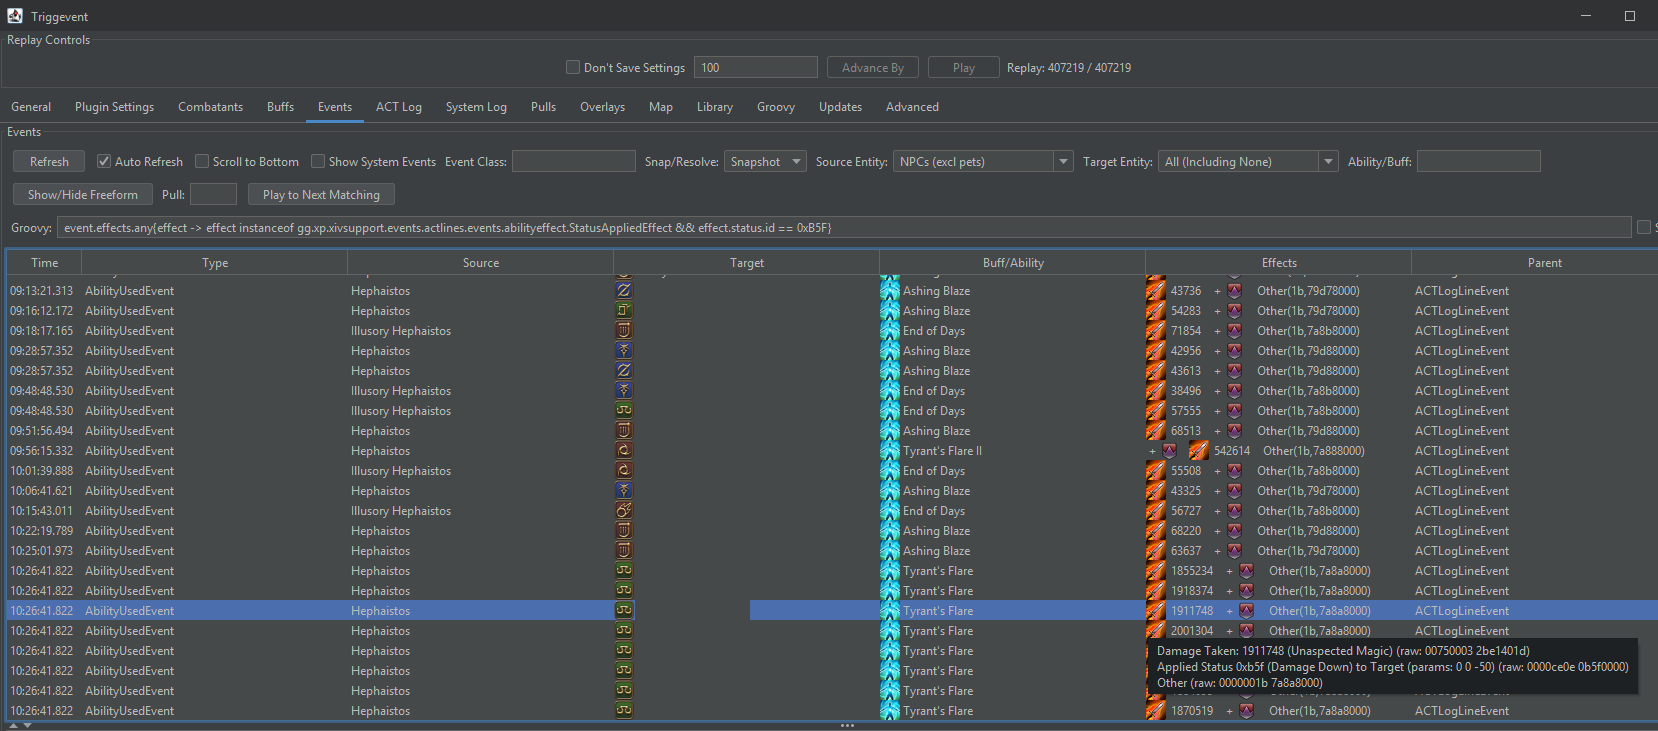 Triggevent
Replay Controls
Don't Save Settings 100 Advance By Play Replay: 407219 / 407219
General Plugin Settings Combatants Buffs Events ACT Log System Log Pulls Overlays Map Library Groovy Updates Advanced
Events
Refresh Auto Refresh Scroll to Bottom Show System Events Event Class: Snap/Resolve: Snapshot Source Entity: NPCs (excl pets) Target Entity: All (Including None) Ability/Buff:
Show/Hide Freeform Pull: Play to Next Matching
Groovy: event.effects.any{effect -> effect instanceof gg.xp.xivsupport.events.actlines.events.abilityeffect.StatusAppliedEffect && effect.status.id == 0xB5F}
Time Type Source Target Buff/Ability Effects Parent
09:13:21.313 AbilityUsedEvent Hephaistos Ashing Blaze 43736 + Other(1b,79d78000) ACTLogLineEvent
09:16:12.172 AbilityUsedEvent Hephaistos Ashing Blaze 54283 + Other(1b,79d78000) ACTLogLineEvent
09:18:17.165 AbilityUsedEvent Illusory Hephaistos End of Days 71854 + Other(1b,7a8b8000) ACTLogLineEvent
09:28:57.352 AbilityUsedEvent Hephaistos Ashing Blaze 42956 + Other(1b,79d88000) ACTLogLineEvent
09:28:57.352 AbilityUsedEvent Hephaistos Ashing Blaze 43613 + Other(1b,79d88000) ACTLogLineEvent
09:48:48.530 AbilityUsedEvent Illusory Hephaistos End of Days 38496 + Other(1b,7a8b8000) ACTLogLineEvent
09:48:48.530 AbilityUsedEvent Illusory Hephaistos End of Days 57555 + Other(1b,7a8b8000) ACTLogLineEvent
09:51:56.494 AbilityUsedEvent Hephaistos Ashing Blaze 68513 + Other(1b,79d88000) ACTLogLineEvent
09:56:15.332 AbilityUsedEvent Hephaistos Tyrant's Flare II + 542614 Other(1b,7a888000) ACTLogLineEvent
10:01:39.888 AbilityUsedEvent Illusory Hephaistos End of Days 55508 + Other(1b,7a8b8000) ACTLogLineEvent
10:06:41.621 AbilityUsedEvent Hephaistos Ashing Blaze 43325 + Other(1b,79d78000) ACTLogLineEvent
10:15:43.011 AbilityUsedEvent Illusory Hephaistos End of Days 56727 + Other(1b,7a8b8000) ACTLogLineEvent
10:22:19.789 AbilityUsedEvent Hephaistos Ashing Blaze 68220 + Other(1b,79d88000) ACTLogLineEvent
10:25:01.973 AbilityUsedEvent Hephaistos Ashing Blaze 63637 + Other(1b,79d78000) ACTLogLineEvent
10:26:41.822 AbilityUsedEvent Hephaistos Tyrant's Flare 1855234 + Other(1b,7a8a8000) ACTLogLineEvent
10:26:41.822 AbilityUsedEvent Hephaistos Tyrant's Flare 1918374 + Other(1b,7a8a8000) ACTLogLineEvent
10:26:41.822 AbilityUsedEvent Hephaistos Tyrant's Flare 1911748 + Other(1b,7a8a8000) ACTLogLineEvent
10:26:41.822 AbilityUsedEvent Hephaistos Tyrant's Flare 2001304 + Other(1b,7a8a8000) ACTLogLineEvent
10:26:41.822 AbilityUsedEvent Hephaistos Tyrant's Flare
Damage Taken: 1911748 (Unaspected Magic) (raw: 00750003 2be1401d)
10:26:41.822 AbilityUsedEvent Hephaistos Tyrant's Flare
Applied Status 0xb5f (Damage Down) to Target (params: 0 0 -50) (raw: 0000ce0e 0b5f0000)
10:26:41.822 AbilityUsedEvent Hephaistos Tyrant's Flare
Other (raw: 0000001b 7a8a8000)
10:26:41.822 AbilityUsedEvent Hephaistos Tyrant's Flare 1870519 + Other(1b,7a8a8000) ACTLogLineEvent